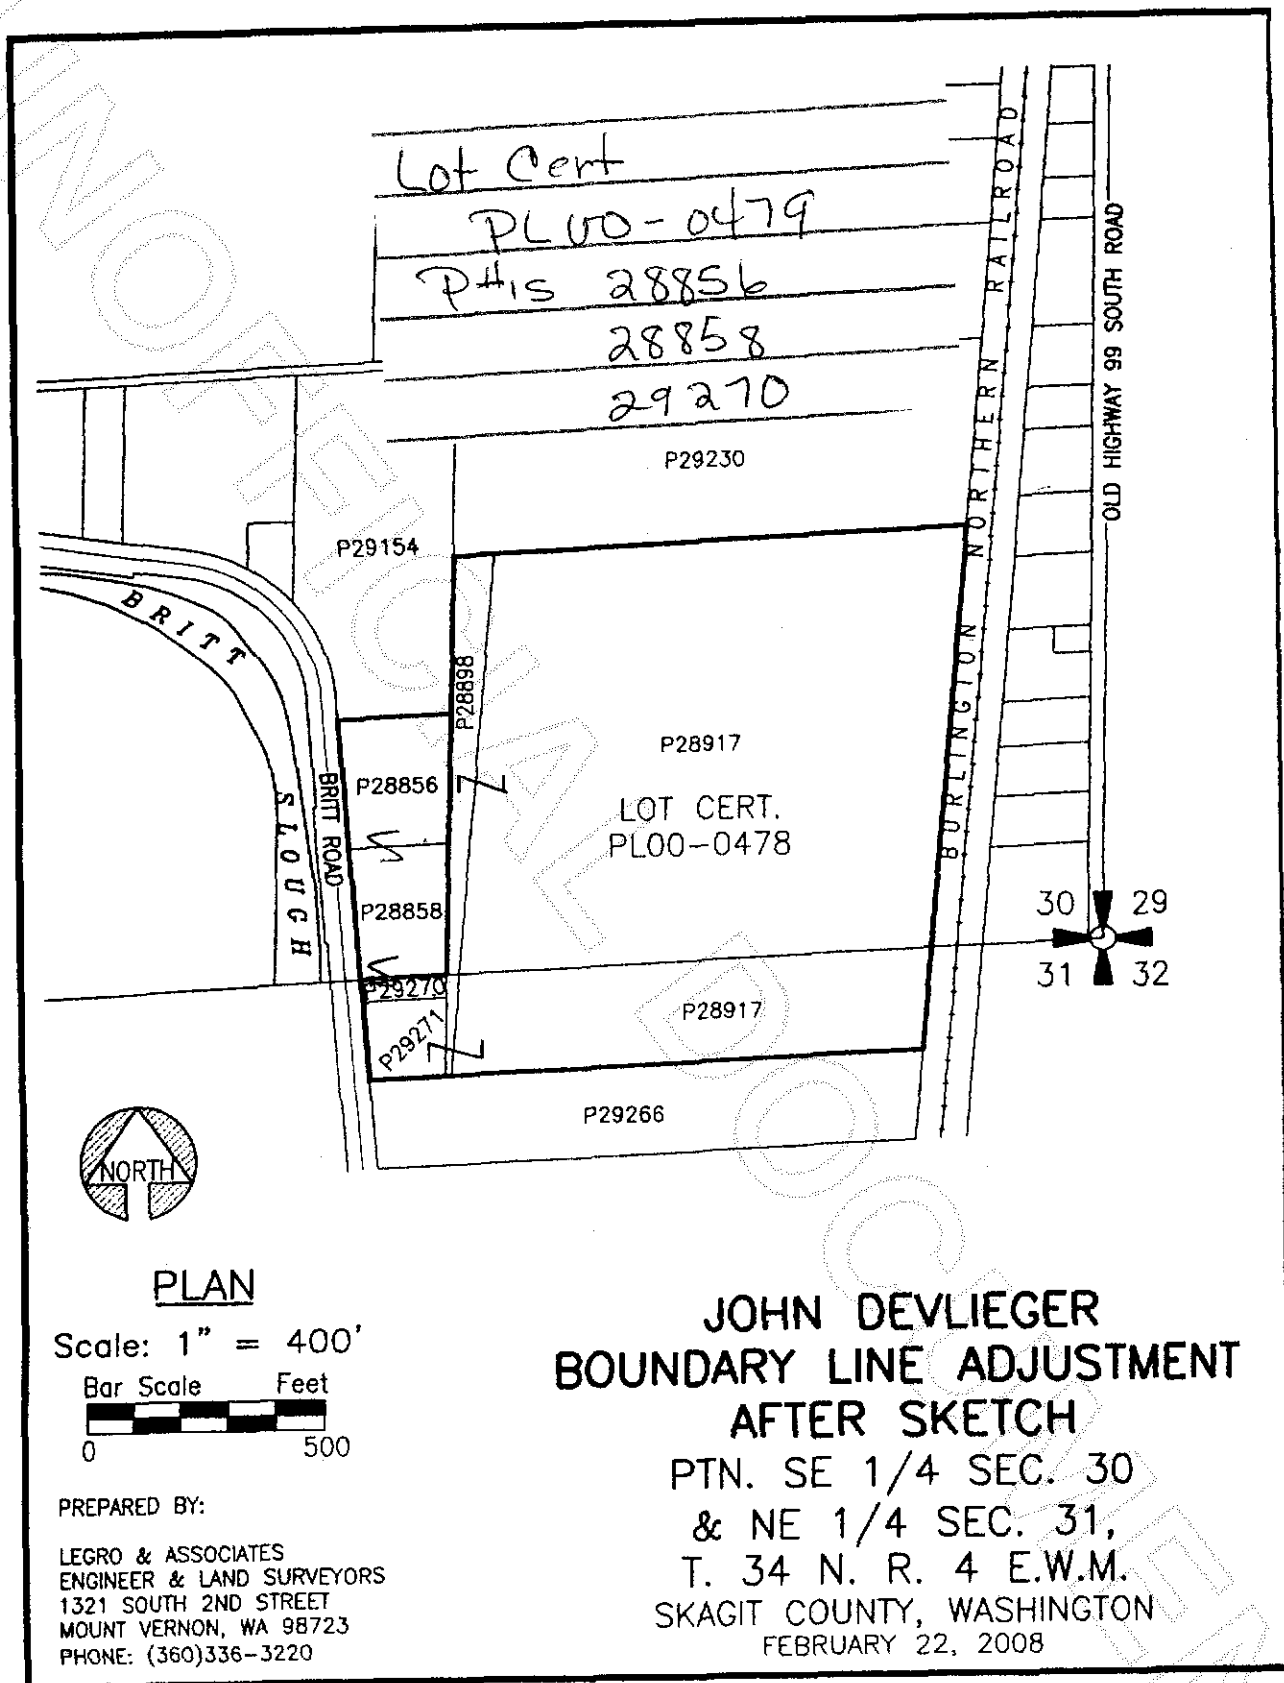 UNOFFICIAL DOCUMENT
Lot Cert
PL00-0479
P#'s 28856
28858
29270
P29230
P29154
BRITT
SLOUGH
BRITT ROAD
P28898
P28856
P28858
P29270
P29271
P28917
LOT CERT.
PL00-0478
P28917
P29266
BURLINGTON NORTHERN RAILROAD
OLD HIGHWAY 99 SOUTH ROAD
30 29
31 32
NORTH
PLAN
Scale: 1" = 400'
Bar Scale Feet
0 500
PREPARED BY:
LEGRO & ASSOCIATES
ENGINEER & LAND SURVEYORS
1321 SOUTH 2ND STREET
MOUNT VERNON, WA 98723
PHONE: (360)336-3220
JOHN DEVLIEGER
BOUNDARY LINE ADJUSTMENT
AFTER SKETCH
PTN. SE 1/4 SEC. 30
& NE 1/4 SEC. 31,
T. 34 N. R. 4 E.W.M.
SKAGIT COUNTY, WASHINGTON
FEBRUARY 22, 2008